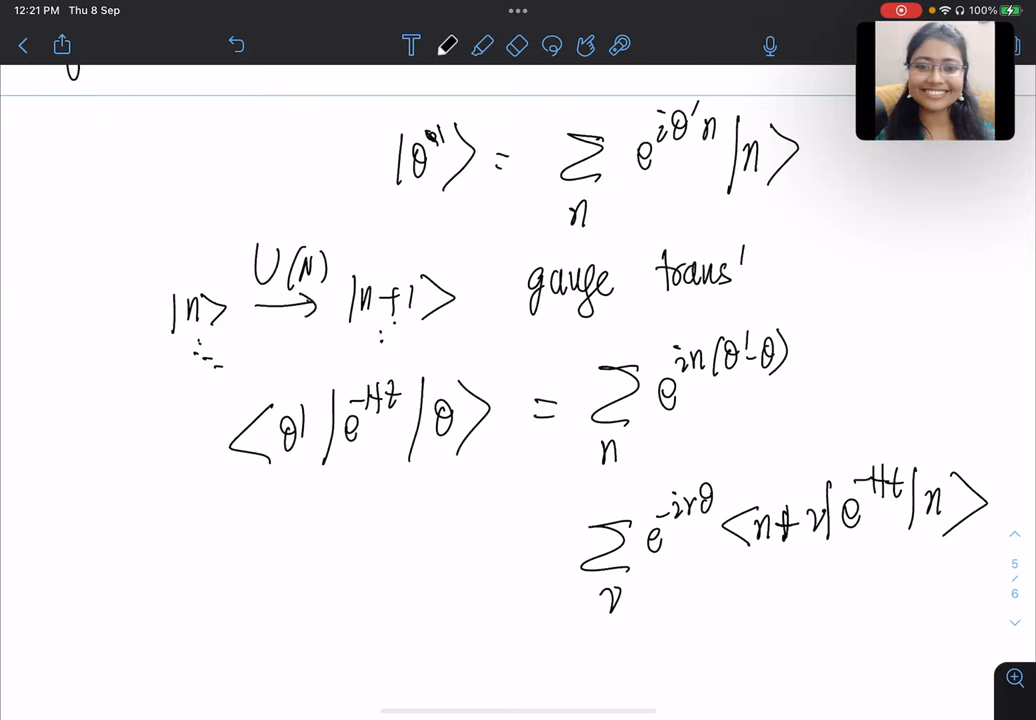 12:21 PM Thu 8 Sep 100%
|θ'⟩ = Σ_n e^{iθ'n} |n⟩
|n⟩ →^{U(N)} |n+1⟩ gauge trans'
⟨θ'|e^{-Ht}|θ⟩ = Σ_n e^{in(θ'-θ)}
Σ_ν e^{-iνθ} ⟨n+ν|e^{-Ht}|n⟩
5
/
6